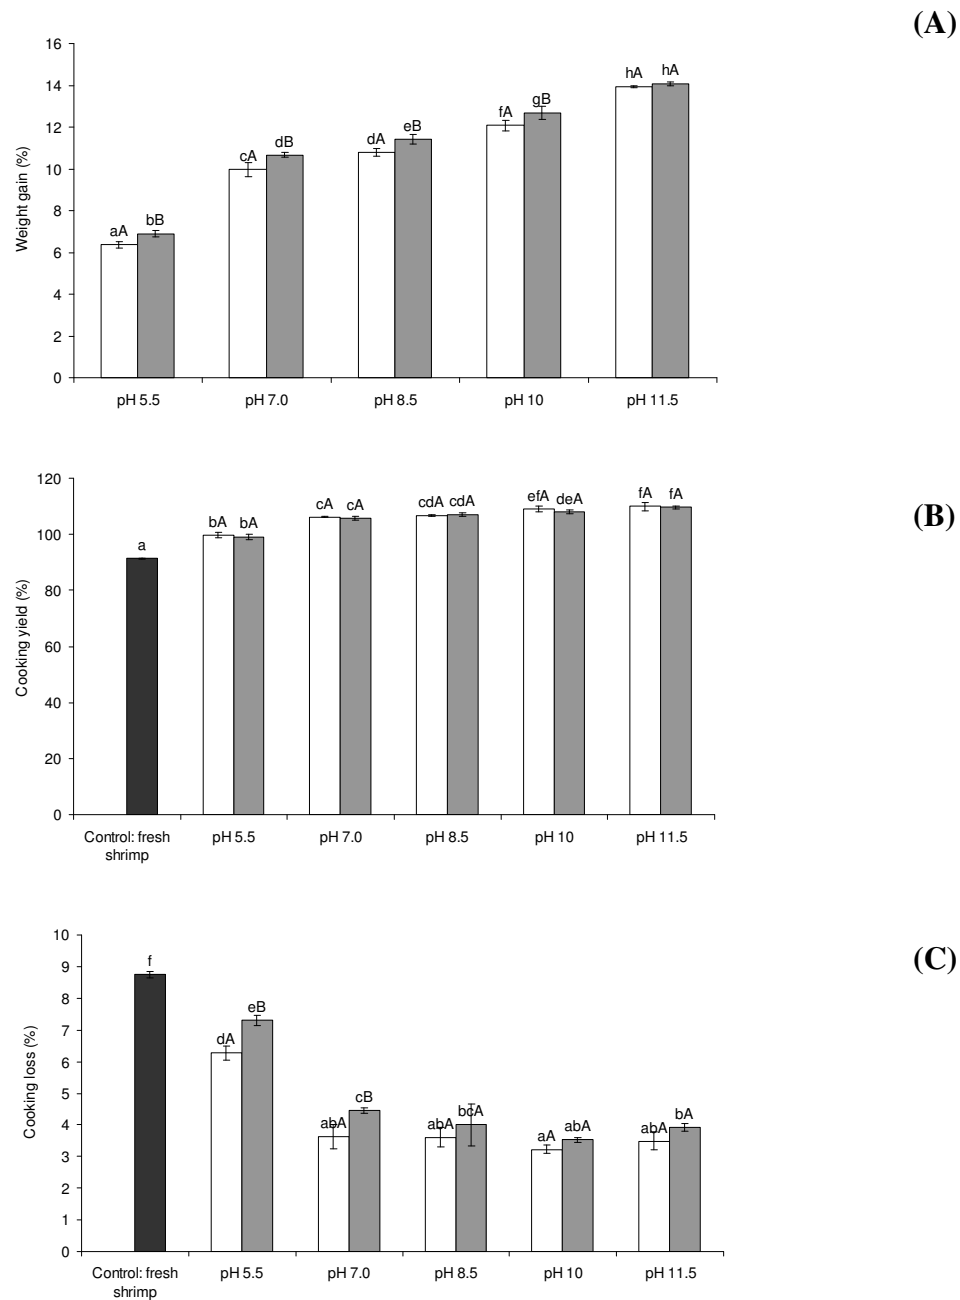 (A)
16
14
12
10
8
6
4
2
0
Weight gain (%)
aA bB cA dB dA eB fA gB hA hA
pH 5.5 pH 7.0 pH 8.5 pH 10 pH 11.5
(B)
120
100
80
60
40
20
0
Cooking yield (%)
a bA bA cA cA cdA cdA efA deA fA fA
Control: fresh pH 5.5 pH 7.0 pH 8.5 pH 10 pH 11.5
shrimp
(C)
10
9
8
7
6
5
4
3
2
1
0
Cooking loss (%)
f dA eB abA cB abA bcA aA abA abA bA
Control: fresh pH 5.5 pH 7.0 pH 8.5 pH 10 pH 11.5
shrimp